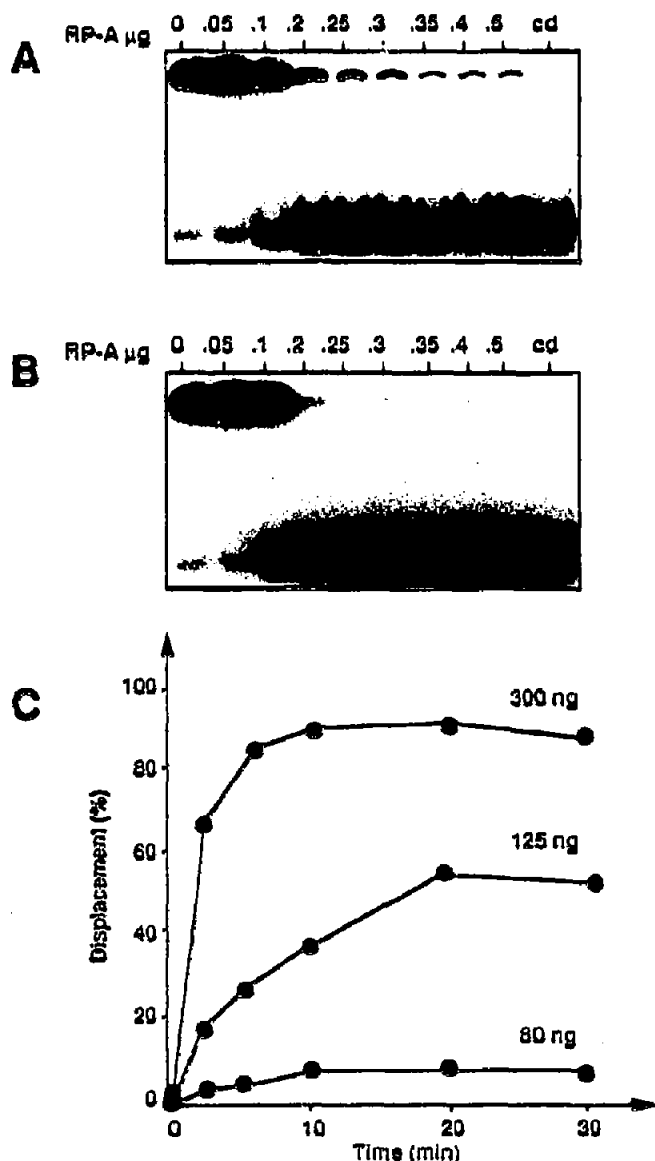 A
RP-A µg 0 .05 .1 .2 .25 .3 .35 .4 .5 cd
B
RP-A µg 0 .05 .1 .2 .25 .3 .35 .4 .5 cd
C
Displacement (%)
100
80
60
40
20
0
300 ng
125 ng
80 ng
0 10 20 30
Time (min)